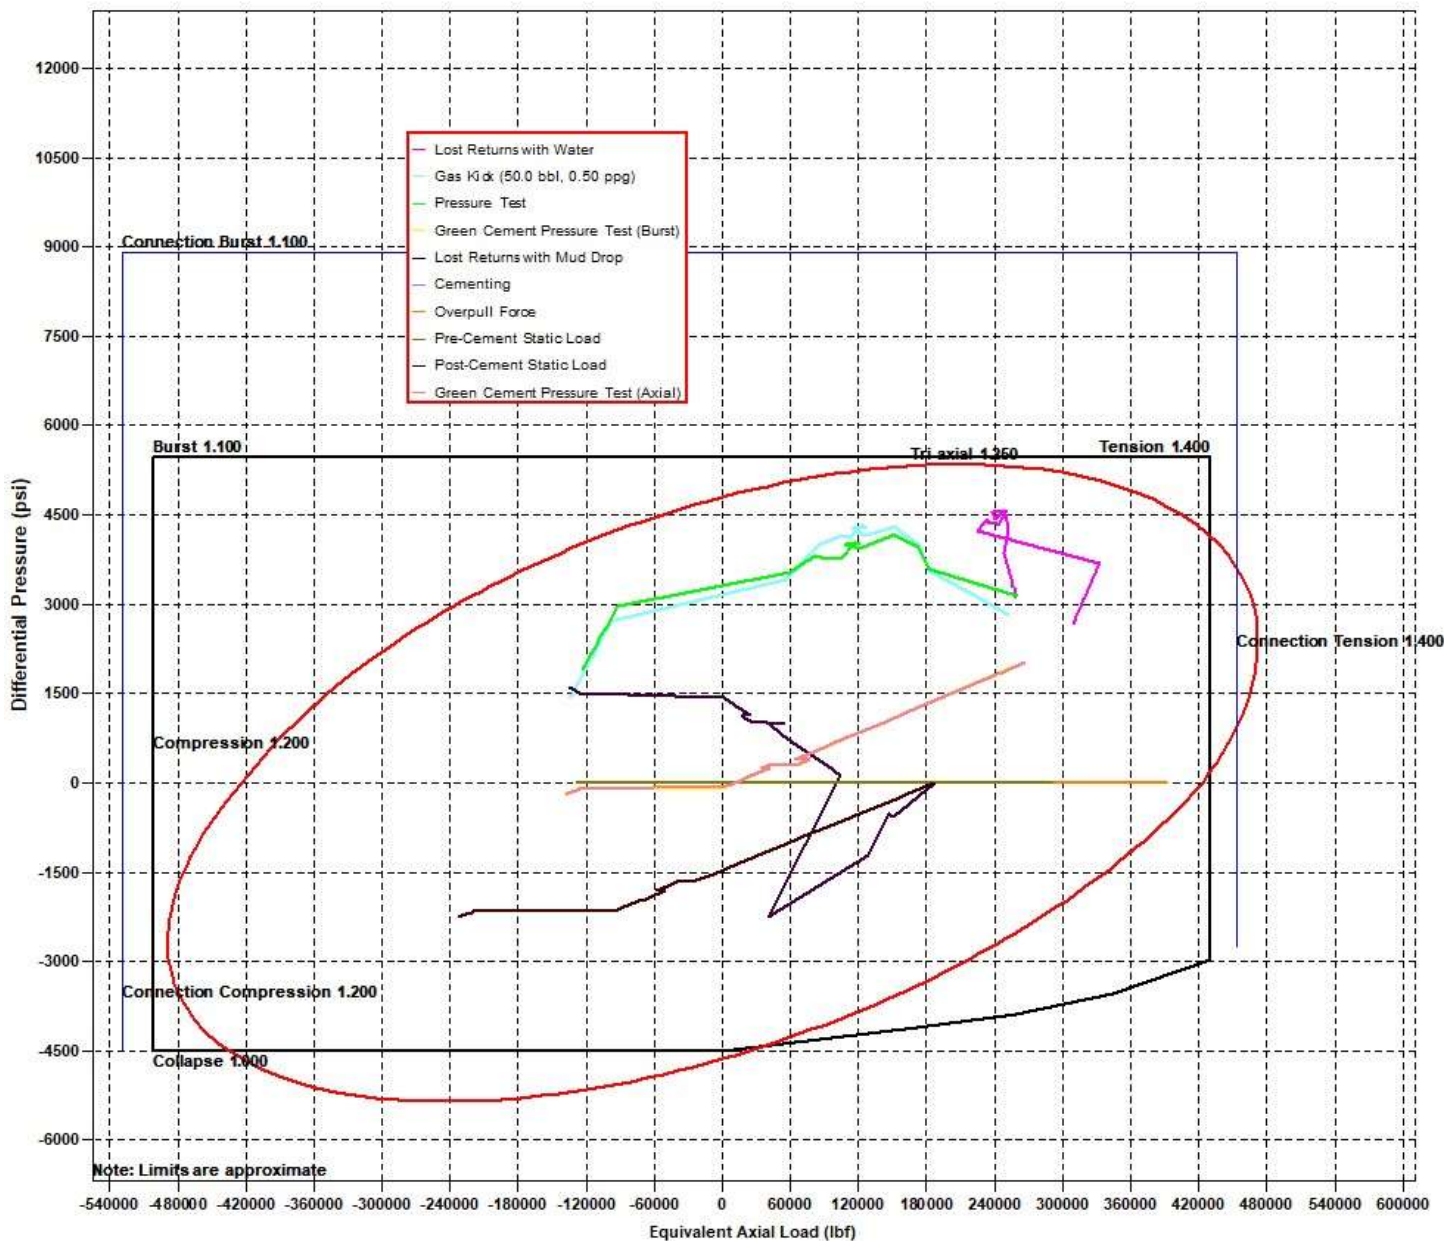 12000
10500
9000
7500
6000
4500
3000
1500
0
-1500
-3000
-4500
-6000
Differential Pressure (psi)
Lost Returns with Water
Gas Kick (50.0 bbl, 0.50 ppg)
Pressure Test
Green Cement Pressure Test (Burst)
Lost Returns with Mud Drop
Cementing
Overpull Force
Pre-Cement Static Load
Post-Cement Static Load
Green Cement Pressure Test (Axial)
Connection Burst 1.100
Burst 1.100
Tri axial 1.250
Tension 1.400
Connection Tension 1.400
Compression 1.200
Connection Compression 1.200
Collapse 1.000
Note: Limits are approximate
-540000 -480000 -420000 -360000 -300000 -240000 -180000 -120000 -60000 0 60000 120000 180000 240000 300000 360000 420000 480000 540000 600000
Equivalent Axial Load (lbf)